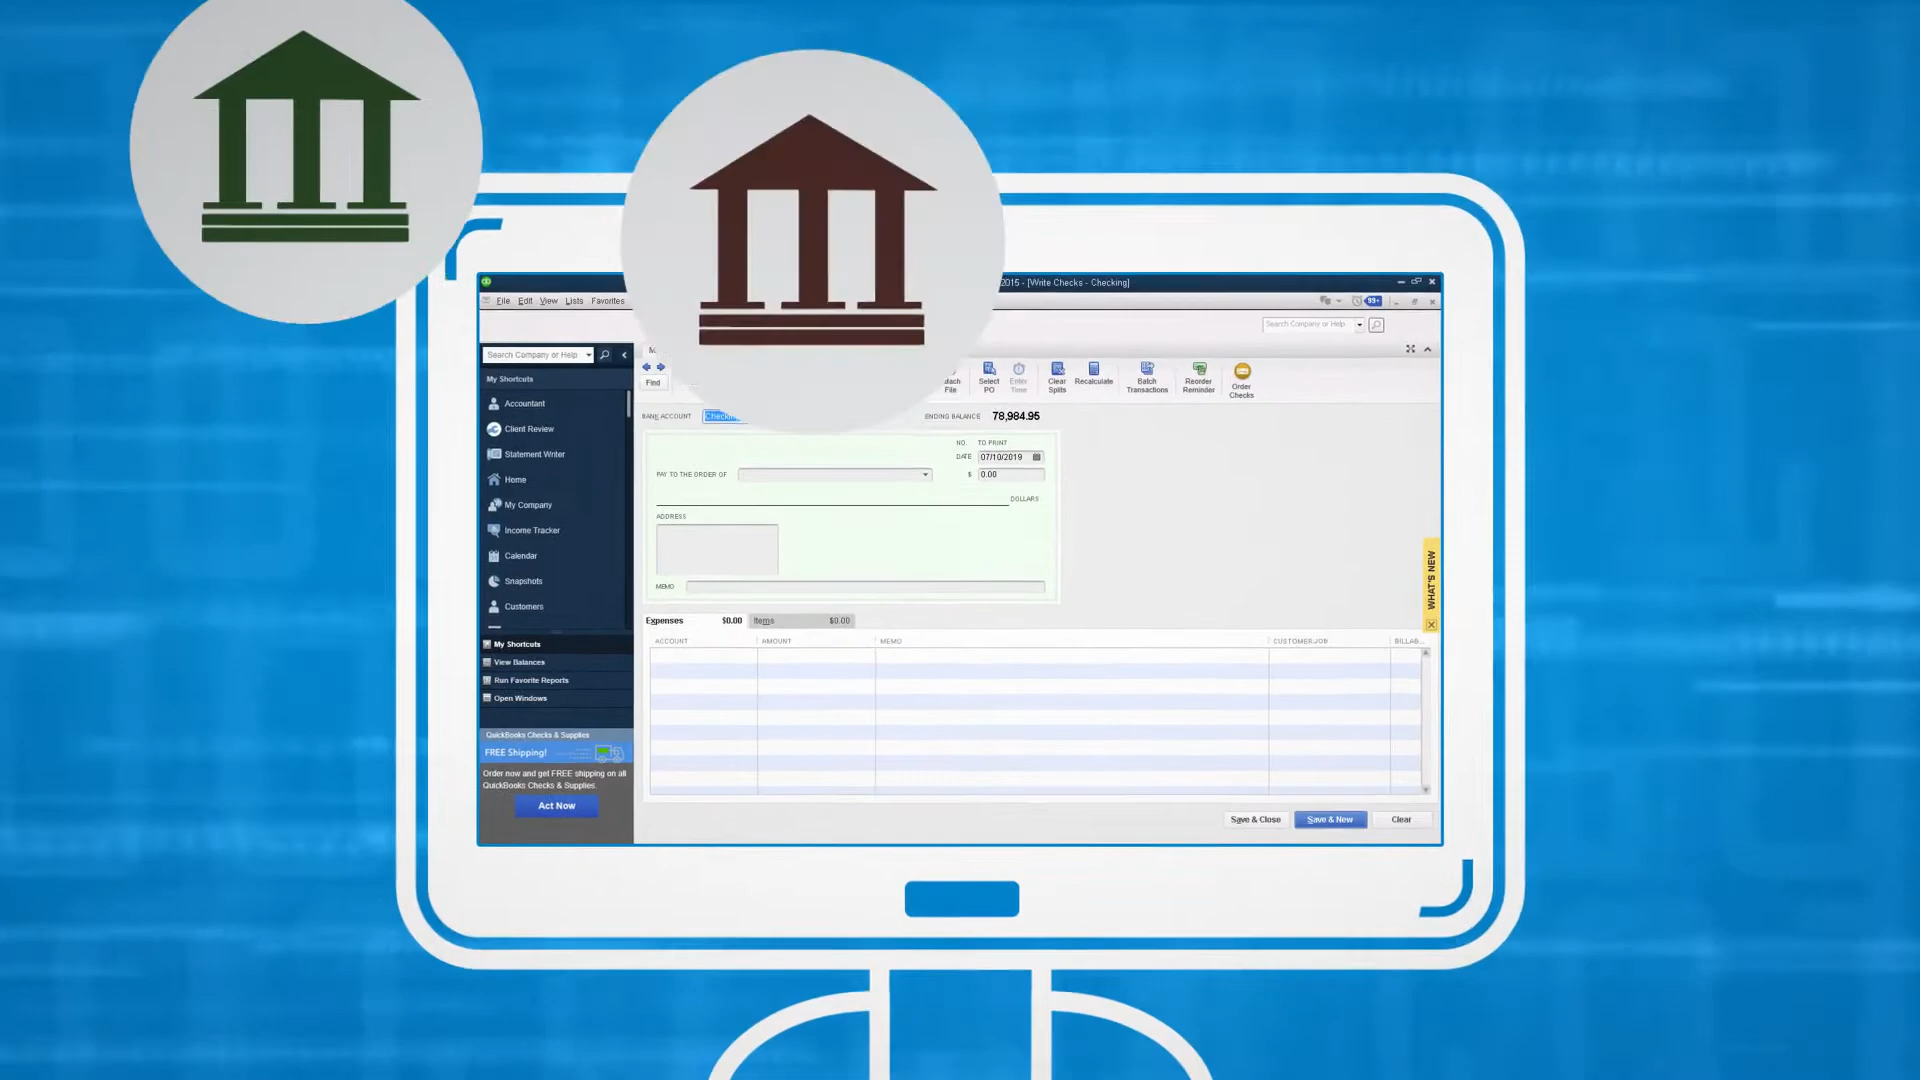 2015 - [Write Checks - Checking]
File Edit View Lists Favorites
99+
Search Company or Help
Search Company or Help
My Shortcuts
Accountant
Client Review
Statement Writer
Home
My Company
Income Tracker
Calendar
Snapshots
Customers
My Shortcuts
View Balances
Run Favorite Reports
Open Windows
QuickBooks Checks & Supplies
FREE Shipping!
Order now and get FREE shipping on all
QuickBooks Checks & Supplies.
Act Now
Find
File
Select PO
Enter Time
Clear Splits
Recalculate
Batch Transactions
Reorder Reminder
Order Checks
BANK ACCOUNT
ENDING BALANCE 78,984.95
NO. TO PRINT
DATE 07/10/2019
PAY TO THE ORDER OF $ 0.00
DOLLARS
ADDRESS
MEMO
Expenses $0.00 Items $0.00
ACCOUNT AMOUNT MEMO CUSTOMER:JOB BILLAB...
WHAT'S NEW
Save & Close Save & New Clear